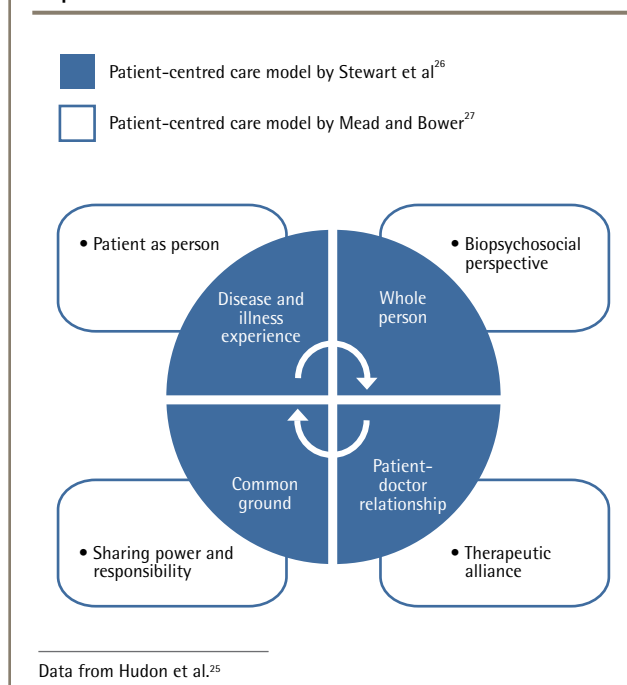 Patient-centred care model by Stewart et al26
Patient-centred care model by Mead and Bower27
• Patient as person
• Biopsychosocial
perspective
Disease and
illness
experience
Whole
person
Common
ground
Patient-
doctor
relationship
• Sharing power and
responsibility
• Therapeutic
alliance
Data from Hudon et al.25